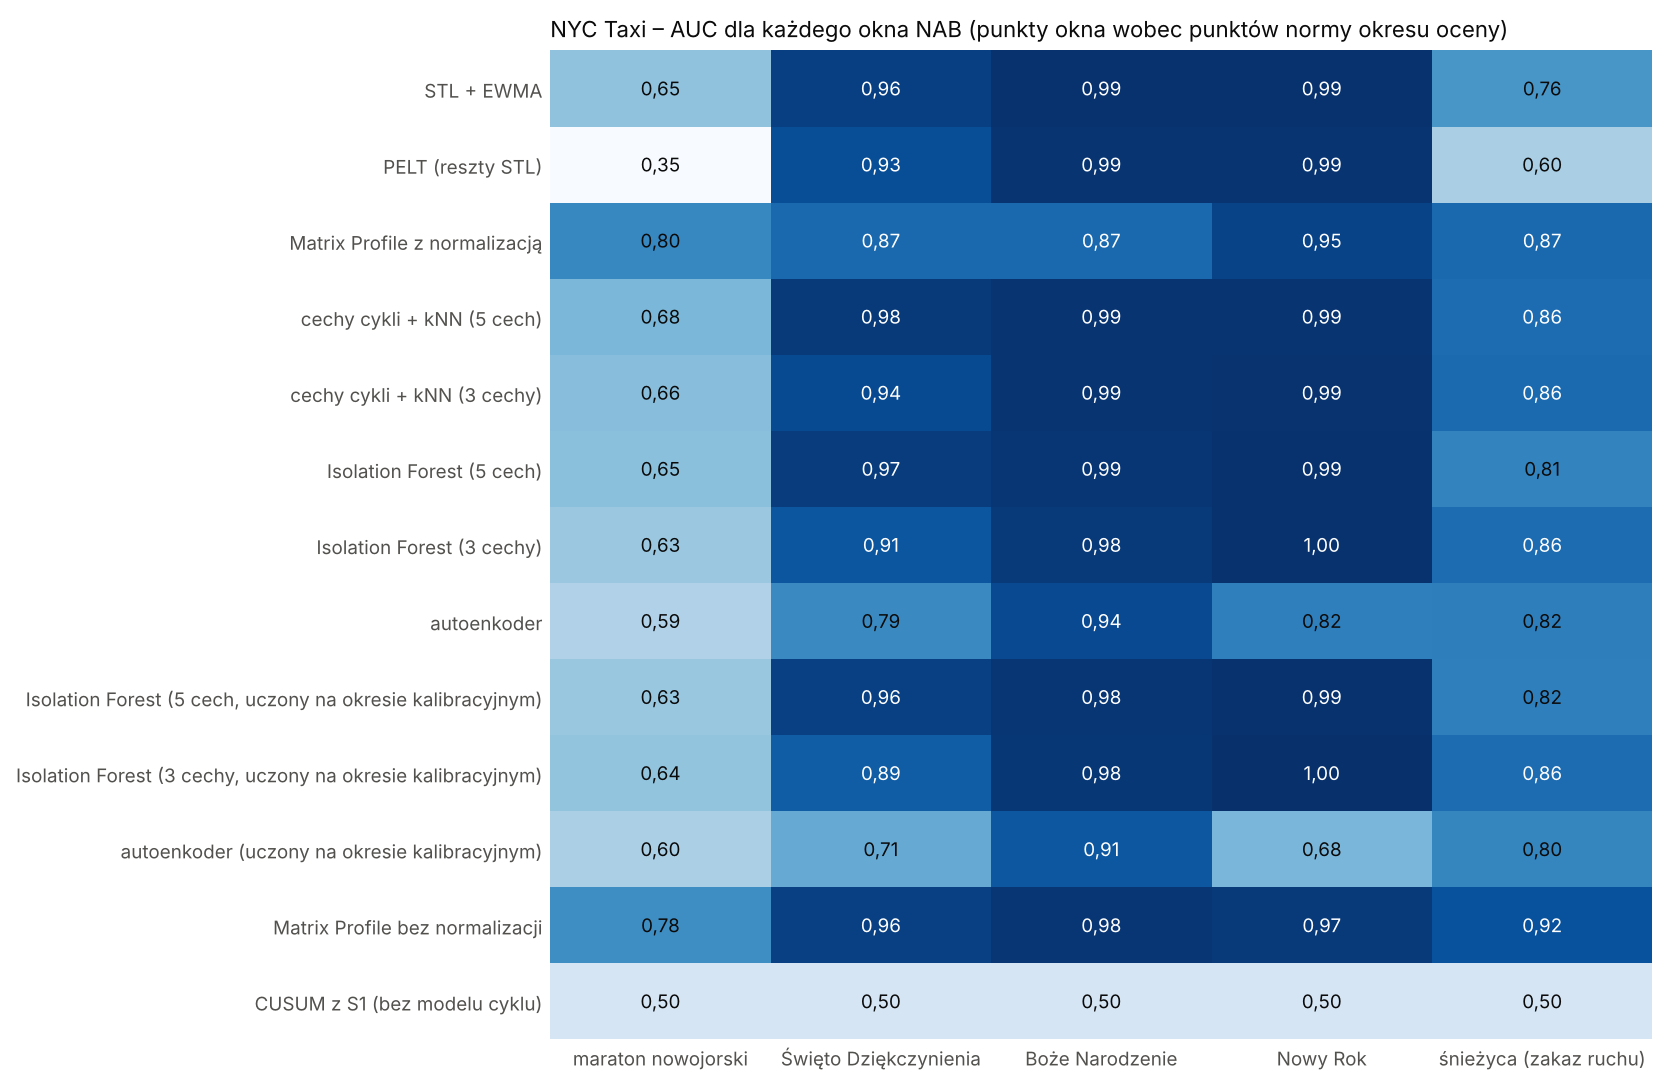 NYC Taxi – AUC dla każdego okna NAB (punkty okna wobec punktów normy okresu oceny)
STL + EWMA 0,65 0,96 0,99 0,99 0,76
PELT (reszty STL) 0,35 0,93 0,99 0,99 0,60
Matrix Profile z normalizacją 0,80 0,87 0,87 0,95 0,87
cechy cykli + kNN (5 cech) 0,68 0,98 0,99 0,99 0,86
cechy cykli + kNN (3 cechy) 0,66 0,94 0,99 0,99 0,86
Isolation Forest (5 cech) 0,65 0,97 0,99 0,99 0,81
Isolation Forest (3 cechy) 0,63 0,91 0,98 1,00 0,86
autoenkoder 0,59 0,79 0,94 0,82 0,82
Isolation Forest (5 cech, uczony na okresie kalibracyjnym) 0,63 0,96 0,98 0,99 0,82
Isolation Forest (3 cechy, uczony na okresie kalibracyjnym) 0,64 0,89 0,98 1,00 0,86
autoenkoder (uczony na okresie kalibracyjnym) 0,60 0,71 0,91 0,68 0,80
Matrix Profile bez normalizacji 0,78 0,96 0,98 0,97 0,92
CUSUM z S1 (bez modelu cyklu) 0,50 0,50 0,50 0,50 0,50
maraton nowojorski Święto Dziękczynienia Boże Narodzenie Nowy Rok śnieżyca (zakaz ruchu)